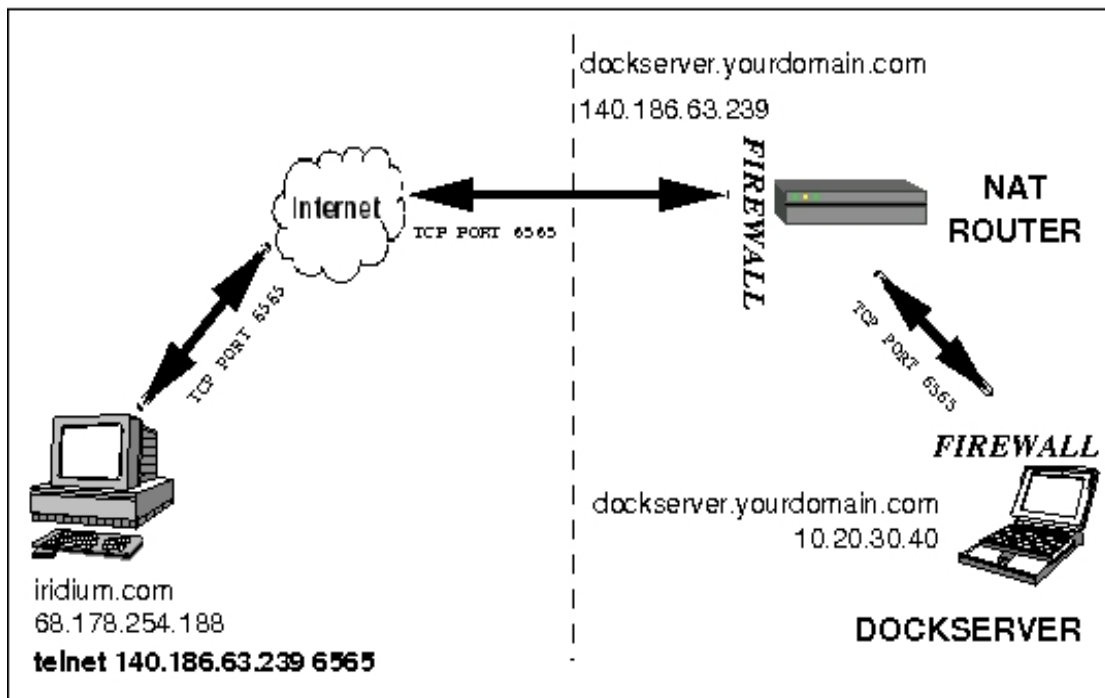 dockserver.yourdomain.com
140.186.63.239
FIREWALL
NAT
ROUTER
Internet
TCP PORT 6565
TCP PORT 6565
TCP PORT 6565
FIREWALL
dockserver.yourdomain.com
10.20.30.40
DOCKSERVER
iridium.com
68.178.254.188
telnet 140.186.63.239 6565